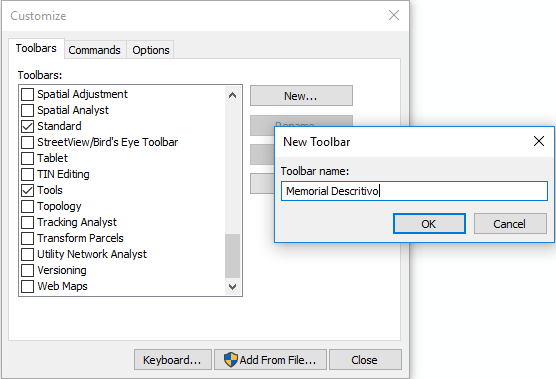 Customize
Toolbars
Commands
Options
Toolbars:
Spatial Adjustment
Spatial Analyst
Standard
StreetView/Bird's Eye Toolbar
Tablet
TIN Editing
Tools
Topology
Tracking Analyst
Transform Parcels
Utility Network Analyst
Versioning
Web Maps
New...
New Toolbar
Toolbar name:
Memorial Descritivo
OK
Cancel
Keyboard...
Add From File...
Close